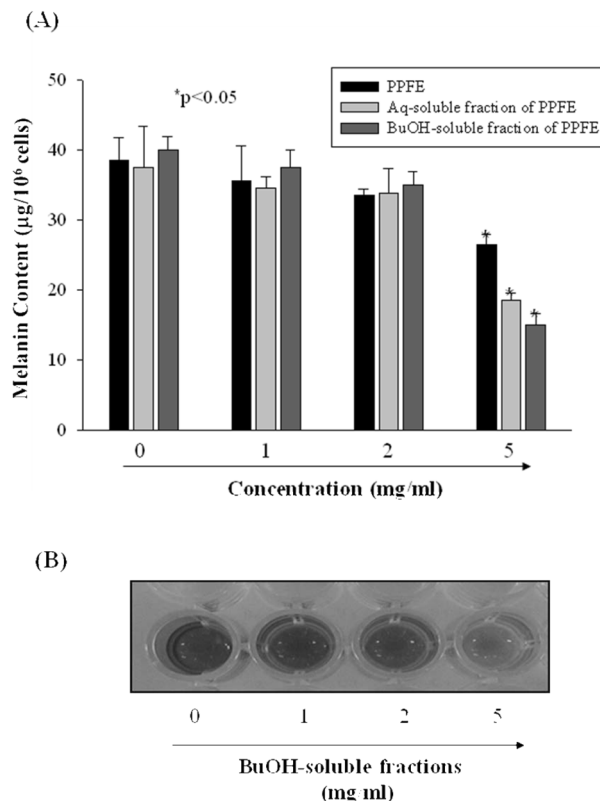 (A)
50
40
30
20
10
0
Melanin Content (µg/10⁶ cells)
*p<0.05
PPFE
Aq-soluble fraction of PPFE
BuOH-soluble fraction of PPFE
*
*
*
0 1 2 5
Concentration (mg/ml)
(B)
0 1 2 5
BuOH-soluble fractions
(mg/ml)